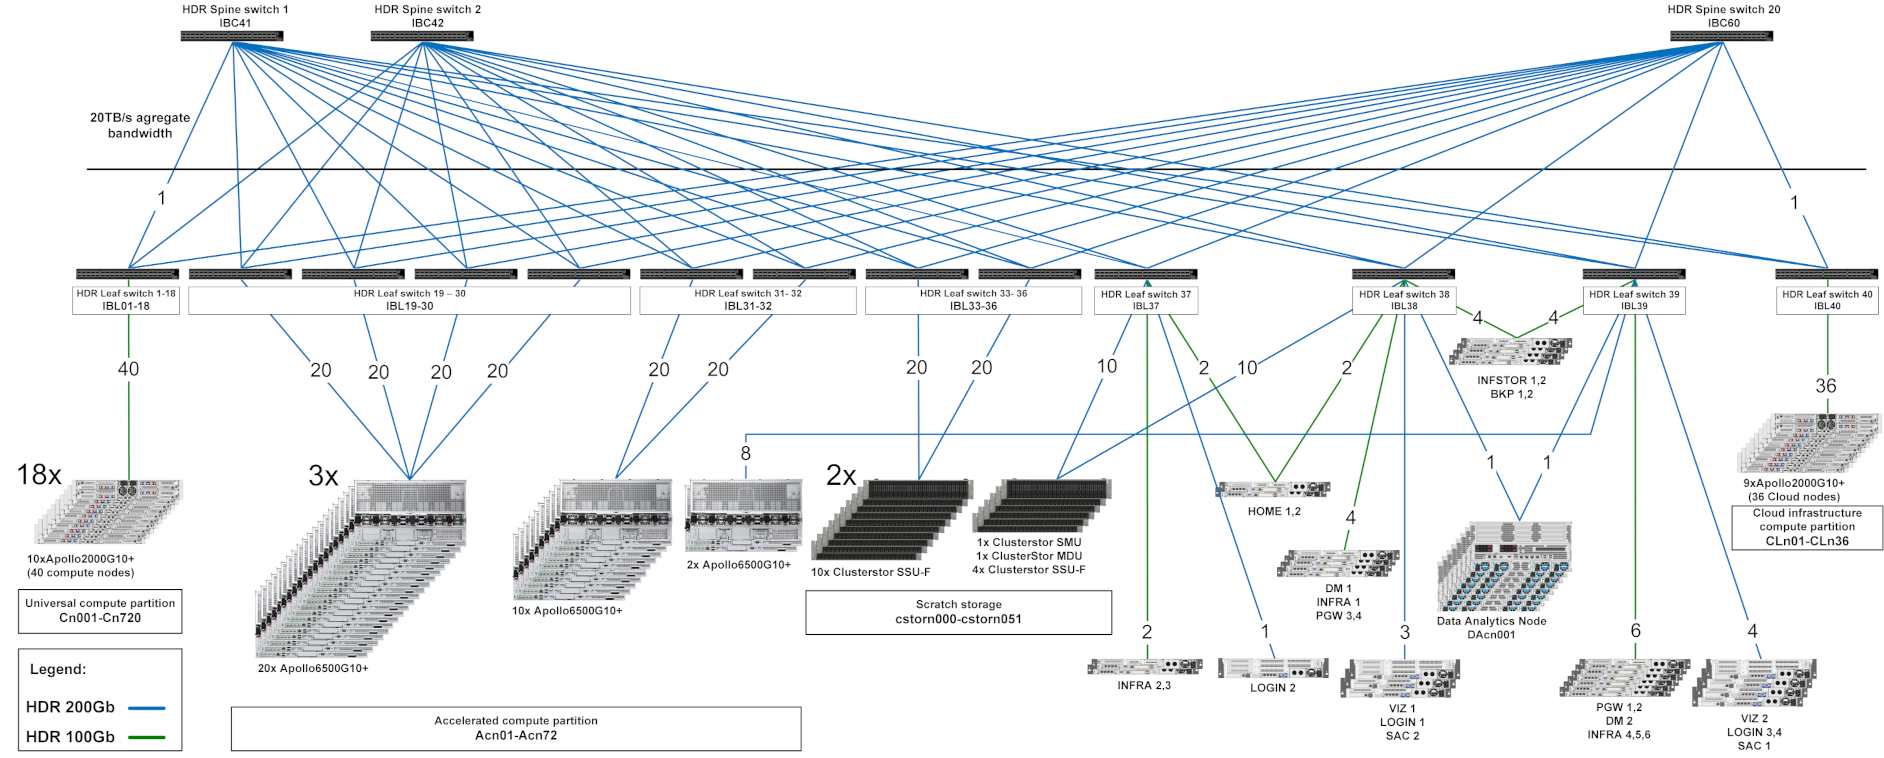 HDR Spine switch 1
IBC41
HDR Spine switch 2
IBC42
HDR Spine switch 20
IBC60
20TB/s agregate
bandwidth
1
1
HDR Leaf switch 1-18
IBL01-18
HDR Leaf switch 19 – 30
IBL19-30
HDR Leaf switch 31- 32
IBL31-32
HDR Leaf switch 33- 36
IBL33-36
HDR Leaf switch 37
IBL37
HDR Leaf switch 38
IBL38
HDR Leaf switch 39
IBL39
HDR Leaf switch 40
IBL40
4
4
40
20
20
20
20
20
20
20
20
10
2
10
2
INFSTOR 1,2
BKP 1,2
36
8
1
1
18x
3x
2x
10xApollo2000G10+
(40 compute nodes)
Universal compute partition
Cn001-Cn720
20x Apollo6500G10+
10x Apollo6500G10+
2x Apollo6500G10+
Accelerated compute partition
Acn01-Acn72
10x Clusterstor SSU-F
1x Clusterstor SMU
1x ClusterStor MDU
4x Clusterstor SSU-F
Scratch storage
cstorn000-cstorn051
HOME 1,2
4
DM 1
INFRA 1
PGW 3,4
Data Analytics Node
DAcn001
9xApollo2000G10+
(36 Cloud nodes)
Cloud infrastructure
compute partition
CLn01-CLn36
2
1
3
6
4
INFRA 2,3
LOGIN 2
VIZ 1
LOGIN 1
SAC 2
PGW 1,2
DM 2
INFRA 4,5,6
VIZ 2
LOGIN 3,4
SAC 1
Legend:
HDR 200Gb
HDR 100Gb